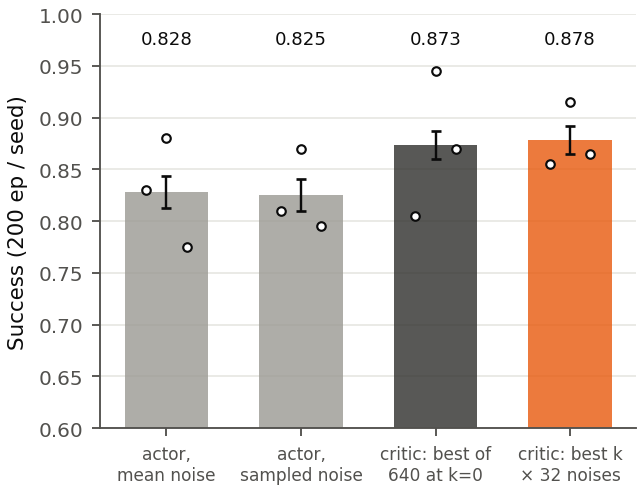 Success (200 ep / seed)
1.00
0.95
0.90
0.85
0.80
0.75
0.70
0.65
0.60
0.828
0.825
0.873
0.878
actor,
mean noise
actor,
sampled noise
critic: best of
640 at k=0
critic: best k
× 32 noises